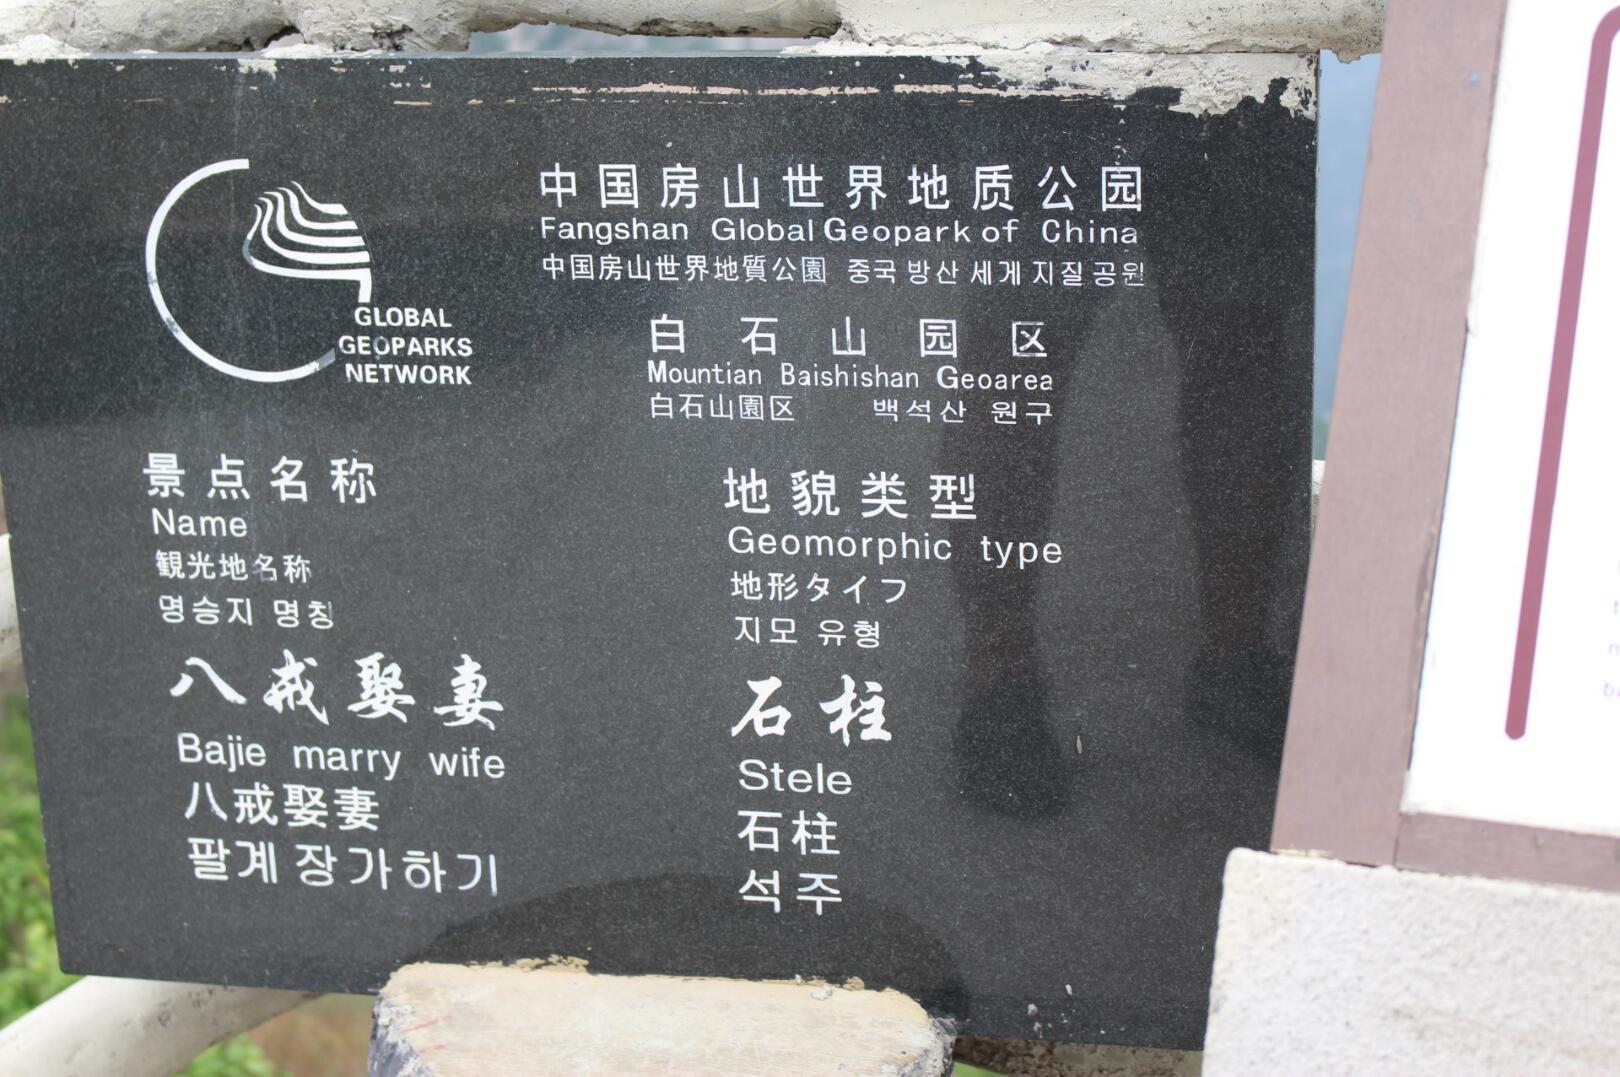 中国房山世界地质公园
Fangshan Global Geopark of China
中国房山世界地質公園 중국 방산 세계 지질 공원
GLOBAL
GEOPARKS
NETWORK
白石山园区
Mountian Baishishan Geoarea
白石山園区 백석산 원구
景点名称
Name
観光地名称
명승지 명칭
八戒娶妻
Bajie marry wife
八戒娶妻
팔계 장가하기
地貌类型
Geomorphic type
地形タイフ
지모 유형
石柱
Stele
石柱
석주